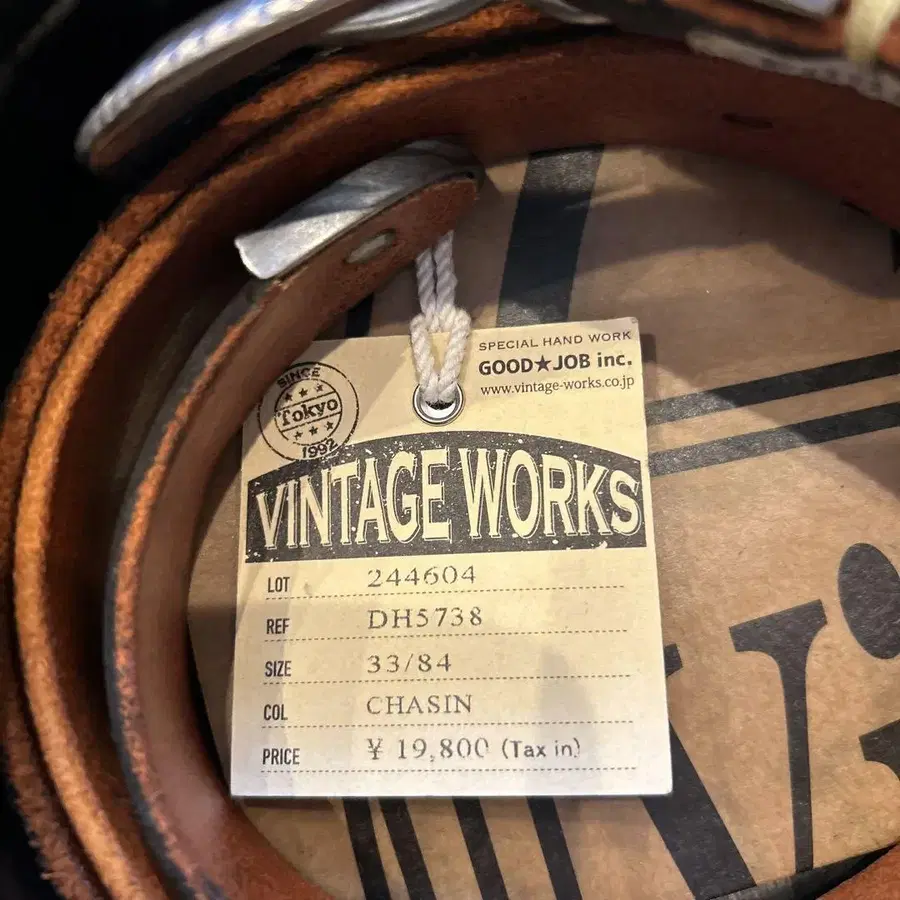 SPECIAL HAND WORK
GOOD★JOB inc.
www.vintage-works.co.jp
SINCE
Tokyo
1992
VINTAGE WORKS
LOT 244604
REF DH5738
SIZE 33/84
COL CHASIN
PRICE ¥ 19,800 (Tax in)
Vi